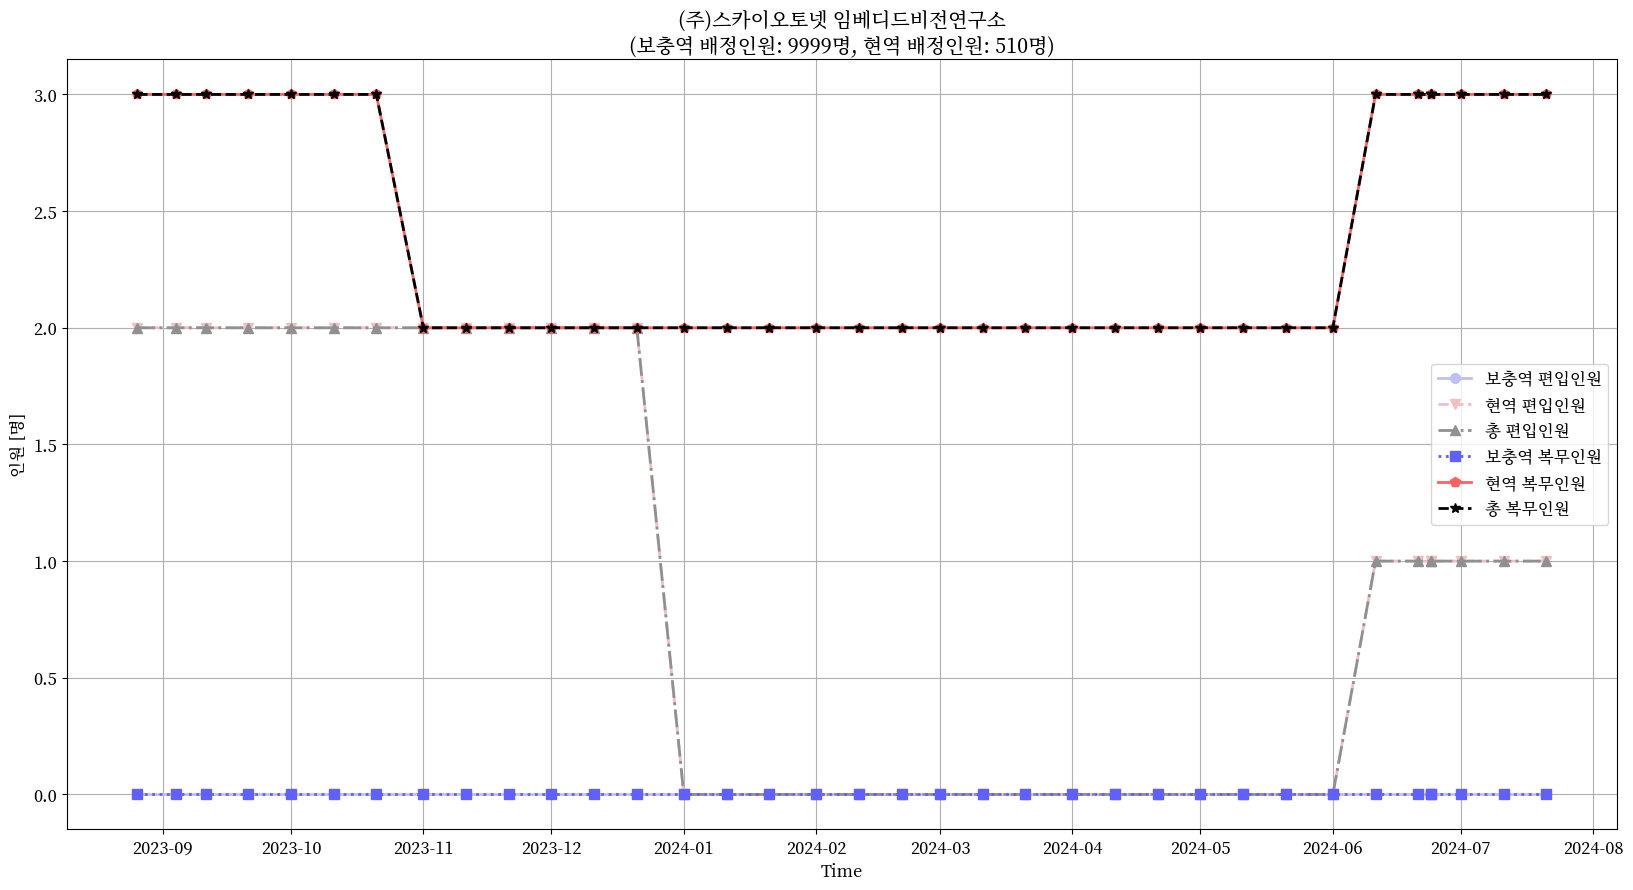 (주)스카이오토넷 임베디드비전연구소
(보충역 배정인원: 9999명, 현역 배정인원: 510명)
3.0
2.5
2.0
1.5
1.0
0.5
0.0
인원 [명]
보충역 편입인원
현역 편입인원
총 편입인원
보충역 복무인원
현역 복무인원
총 복무인원
2023-09 2023-10 2023-11 2023-12 2024-01 2024-02 2024-03 2024-04 2024-05 2024-06 2024-07 2024-08
Time